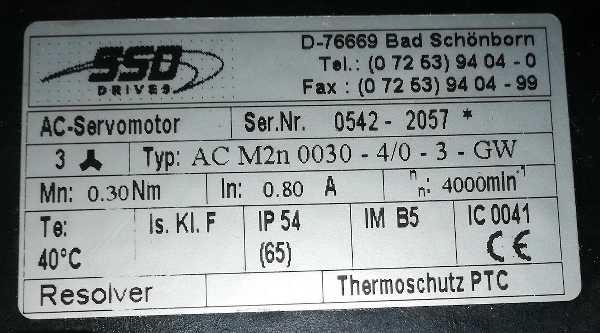 SSD
DRIVES
D-76669 Bad Schönborn
Tel.: (0 72 53) 94 04 - 0
Fax : (0 72 53) 94 04 - 99
AC-Servomotor Ser.Nr. 0542 - 2057 *
3 Typ: AC M2n 0030 - 4/0 - 3 - GW
Mn: 0.30Nm In: 0.80 A nn: 4000min-1
Te: Is. Kl. F IP 54 IM B5 IC 0041
40°C (65) CE
Resolver Thermoschutz PTC